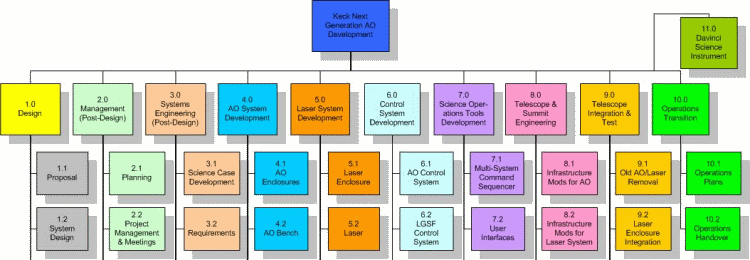 Keck Next
Generation AO
Development
11.0
Davinci
Science
Instrument
1.0
Design
2.0
Management
(Post-Design)
3.0
Systems
Engineering
(Post-Design)
4.0
AO System
Development
5.0
Laser System
Development
6.0
Control
System
Development
7.0
Science Oper-
ations Tools
Development
8.0
Telescope &
Summit
Engineering
9.0
Telescope
Integration &
Test
10.0
Operations
Transition
1.1
Proposal
2.1
Planning
3.1
Science Case
Development
4.1
AO
Enclosures
5.1
Laser
Enclosure
6.1
AO Control
System
7.1
Multi-System
Command
Sequencer
8.1
Infrastructure
Mods for AO
9.1
Old AO/Laser
Removal
10.1
Operations
Plans
1.2
System
Design
2.2
Project
Management
& Meetings
3.2
Requirements
4.2
AO Bench
5.2
Laser
6.2
LGSF
Control
System
7.2
User
Interfaces
8.2
Infrastructure
Mods for
Laser System
9.2
Laser
Enclosure
Integration
10.2
Operations
Handover